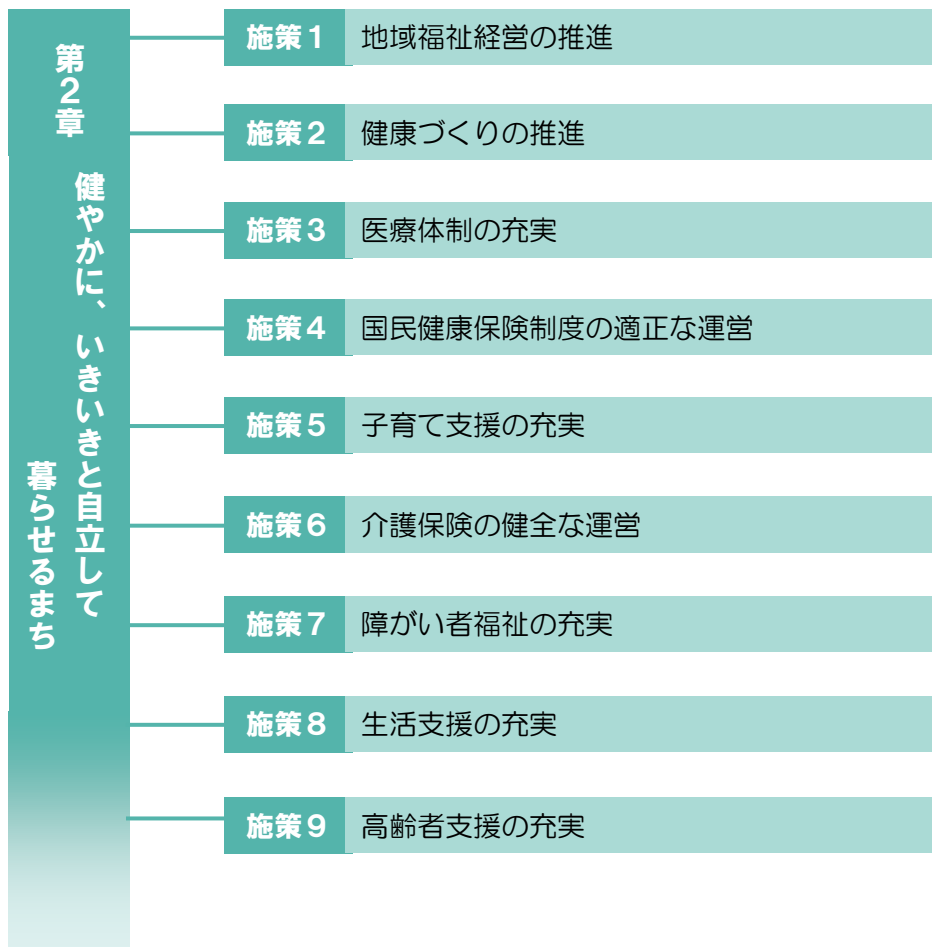 第2章
健やかに、いきいきと自立して
暮らせるまち
施策1 地域福祉経営の推進
施策2 健康づくりの推進
施策3 医療体制の充実
施策4 国民健康保険制度の適正な運営
施策5 子育て支援の充実
施策6 介護保険の健全な運営
施策7 障がい者福祉の充実
施策8 生活支援の充実
施策9 高齢者支援の充実